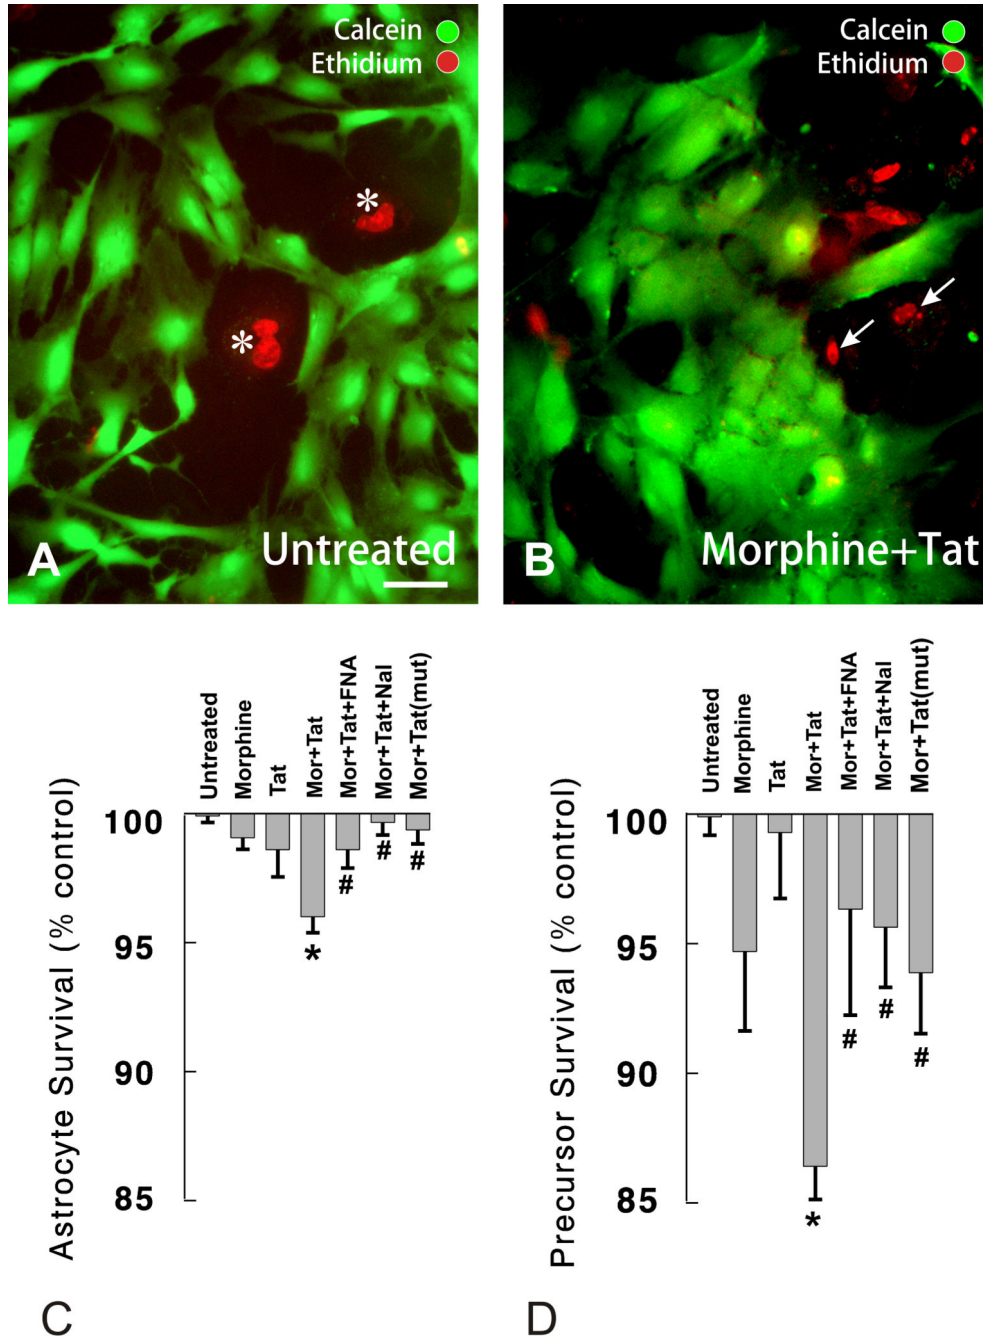 Calcein
Ethidium
*
*
A
Untreated
Calcein
Ethidium
B
Morphine+Tat
Untreated
Morphine
Tat
Mor+Tat
Mor+Tat+FNA
Mor+Tat+Nal
Mor+Tat(mut)
Astrocyte Survival (% control)
100
95
90
85
*
#
#
#
C
Untreated
Morphine
Tat
Mor+Tat
Mor+Tat+FNA
Mor+Tat+Nal
Mor+Tat(mut)
Precursor Survival (% control)
100
95
90
85
*
#
#
#
D